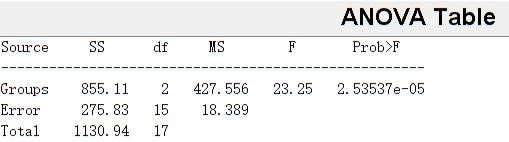 ANOVA Table
Source SS df MS F Prob>F
Groups 855.11 2 427.556 23.25 2.53537e-05
Error 275.83 15 18.389
Total 1130.94 17